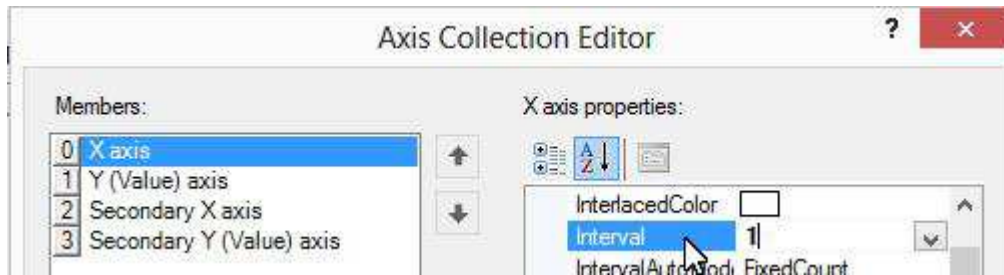 Axis Collection Editor ? ×
Members:
0 X axis
1 Y (Value) axis
2 Secondary X axis
3 Secondary Y (Value) axis
X axis properties:
A Z
InterlacedColor
Interval 1
FixedCount